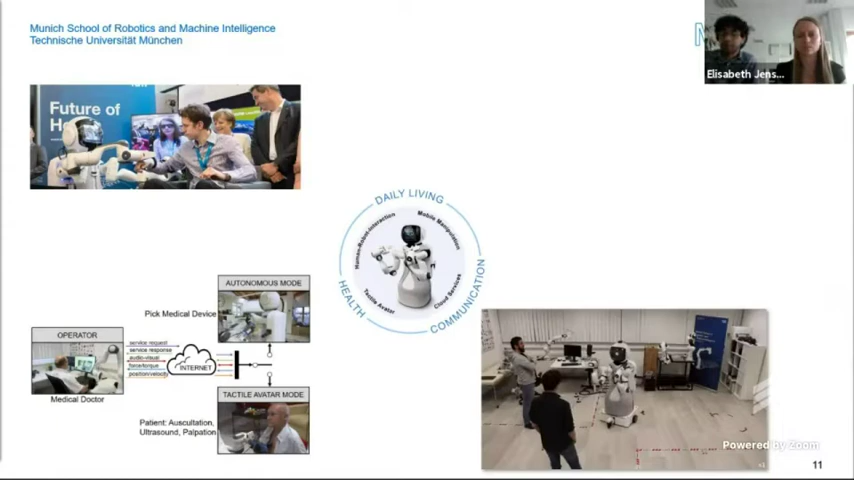 Munich School of Robotics and Machine Intelligence
Technische Universität München
Elisabeth Jens...
Future of
DAILY LIVING
Human-Robot-Interaction
Mobile Manipulation
HEALTH
Tactile Avatar
Cloud Services
COMMUNICATION
AUTONOMOUS MODE
Pick Medical Device
OPERATOR
service request
service response
audio-visual
force/torque
position/velocity
INTERNET
Medical Doctor
TACTILE AVATAR MODE
Patient: Auscultation,
Ultrasound, Palpation
Powered by Zoom
11